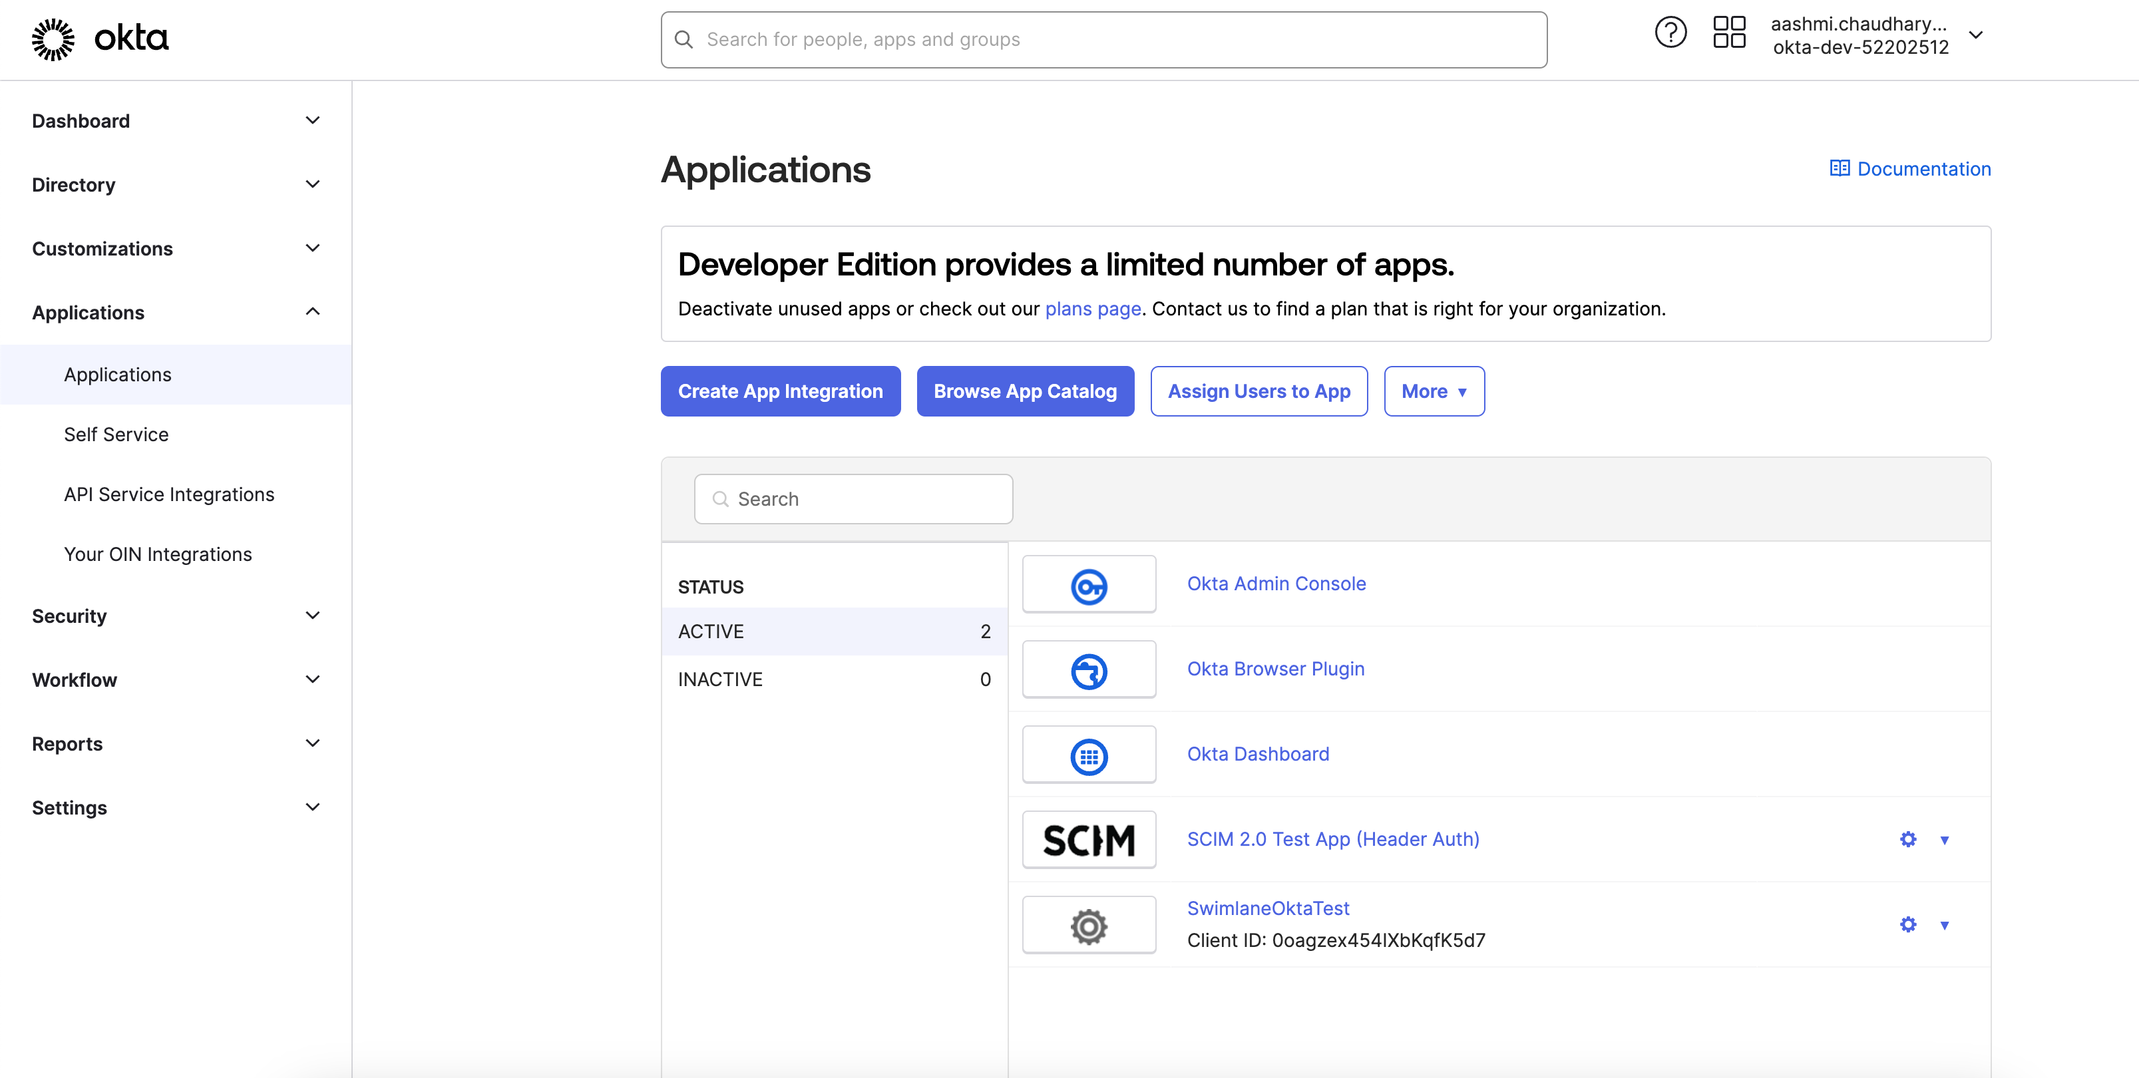 okta
Search for people, apps and groups
aashmi.chaudhary...
okta-dev-52202512
Dashboard
Directory
Customizations
Applications
Applications
Self Service
API Service Integrations
Your OIN Integrations
Security
Workflow
Reports
Settings
Applications
Documentation
Developer Edition provides a limited number of apps.
Deactivate unused apps or check out our plans page. Contact us to find a plan that is right for your organization.
Create App Integration
Browse App Catalog
Assign Users to App
More
Search
STATUS
ACTIVE 2
INACTIVE 0
Okta Admin Console
Okta Browser Plugin
Okta Dashboard
SCIM
SCIM 2.0 Test App (Header Auth)
SwimlaneOktaTest
Client ID: 0oagzex454lXbKqfK5d7